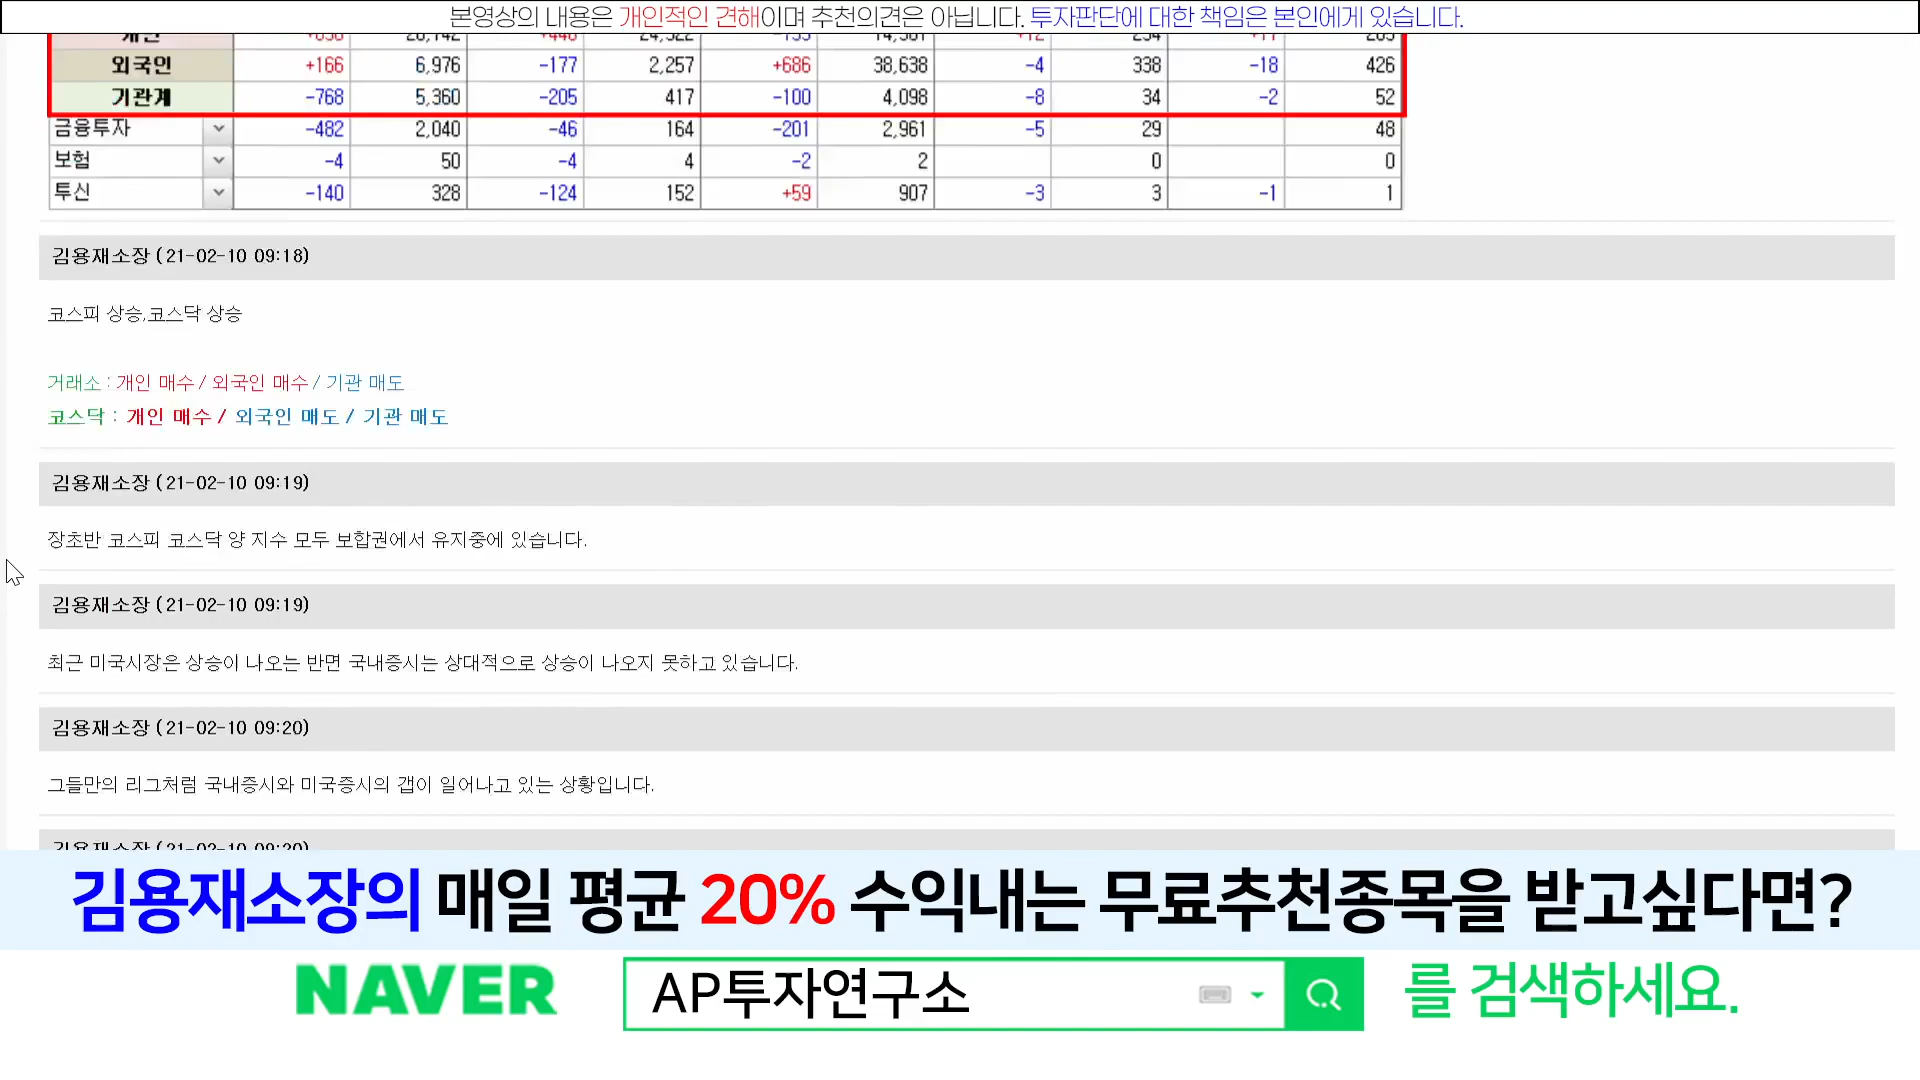 본영상의 내용은 개인적인 견해이며 추천의견은 아닙니다. 투자판단에 대한 책임은 본인에게 있습니다.
외국인 +166 6,976 -177 2,257 +686 38,638 -4 338 -18 426
기관계 -768 5,360 -205 417 -100 4,098 -8 34 -2 52
금융투자 -482 2,040 -46 164 -201 2,961 -5 29 48
보험 -4 50 -4 4 -2 2 0 0
투신 -140 328 -124 152 +59 907 -3 3 -1 1
김용재소장 (21-02-10 09:18)
코스피 상승,코스닥 상승
거래소 : 개인 매수 / 외국인 매수 / 기관 매도
코스닥 : 개인 매수 / 외국인 매도 / 기관 매도
김용재소장 (21-02-10 09:19)
장초반 코스피 코스닥 양 지수 모두 보합권에서 유지중에 있습니다.
김용재소장 (21-02-10 09:19)
최근 미국시장은 상승이 나오는 반면 국내증시는 상대적으로 상승이 나오지 못하고 있습니다.
김용재소장 (21-02-10 09:20)
그들만의 리그처럼 국내증시와 미국증시의 갭이 일어나고 있는 상황입니다.
김용재소장 (21-02-10 09:20)
김용재소장의 매일 평균 20% 수익내는 무료추천종목을 받고싶다면?
NAVER AP투자연구소 를 검색하세요.